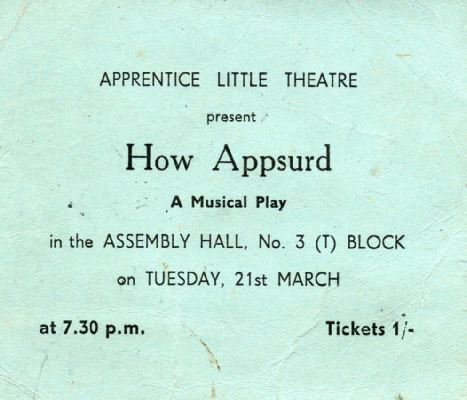 APPRENTICE LITTLE THEATRE
present
How Appsurd
A Musical Play
in the ASSEMBLY HALL, No. 3 (T) BLOCK
on TUESDAY, 21st MARCH
at 7.30 p.m. Tickets 1/-